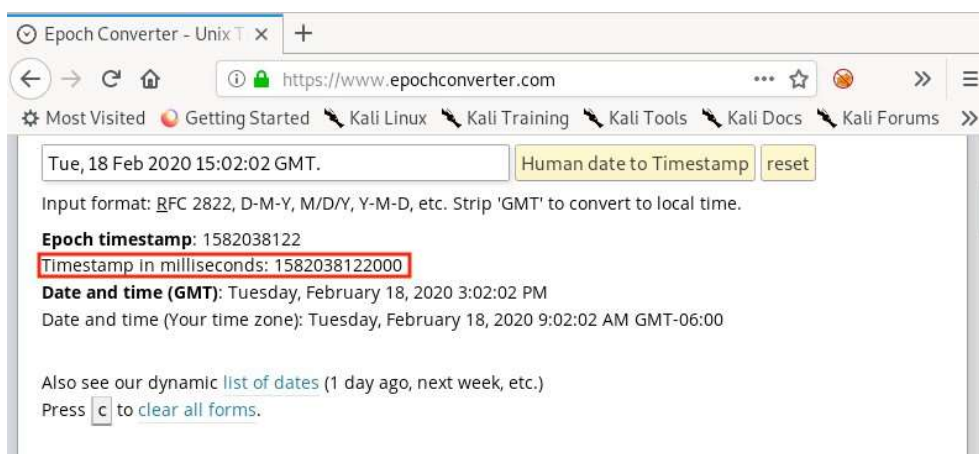 Epoch Converter - Unix T
https://www.epochconverter.com
Most Visited Getting Started Kali Linux Kali Training Kali Tools Kali Docs Kali Forums
Tue, 18 Feb 2020 15:02:02 GMT. Human date to Timestamp reset
Input format: RFC 2822, D-M-Y, M/D/Y, Y-M-D, etc. Strip 'GMT' to convert to local time.
Epoch timestamp: 1582038122
Timestamp in milliseconds: 1582038122000
Date and time (GMT): Tuesday, February 18, 2020 3:02:02 PM
Date and time (Your time zone): Tuesday, February 18, 2020 9:02:02 AM GMT-06:00
Also see our dynamic list of dates (1 day ago, next week, etc.)
Press c to clear all forms.